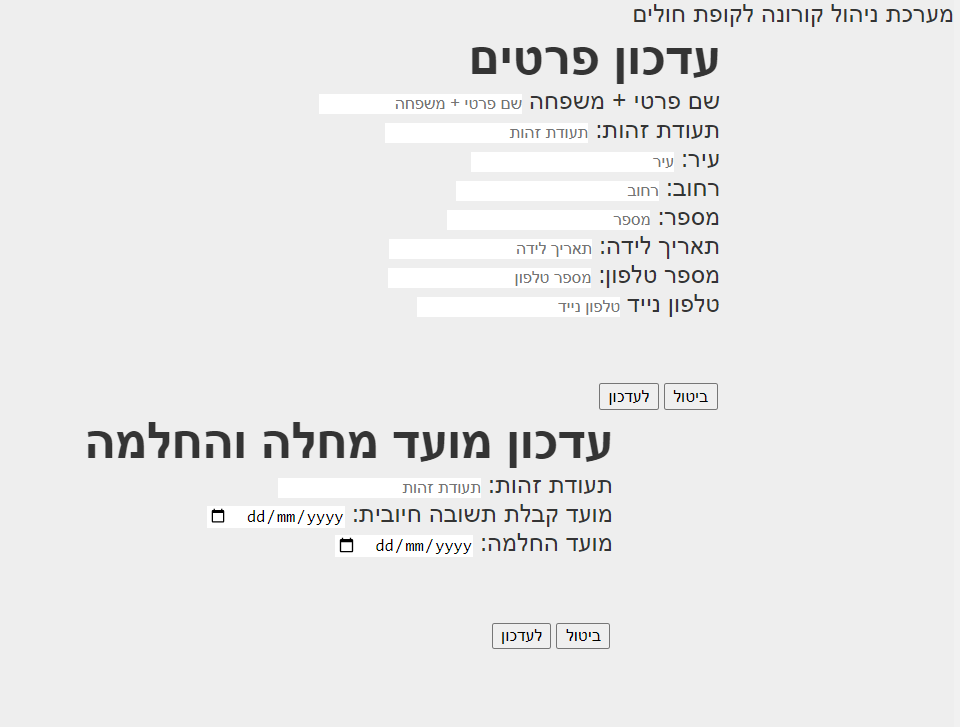 מערכת ניהול קורונה לקופת חולים
עדכון פרטים
שם פרטי + משפחה שם פרטי + משפחה
תעודת זהות: תעודת זהות
עיר: עיר
רחוב: רחוב
מספר: מספר
תאריך לידה: תאריך לידה
מספר טלפון: מספר טלפון
טלפון נייד טלפון נייד
ביטול לעדכון
עדכון מועד מחלה והחלמה
תעודת זהות: תעודת זהות
מועד קבלת תשובה חיובית: dd/mm/yyyy
מועד החלמה: dd/mm/yyyy
ביטול לעדכון